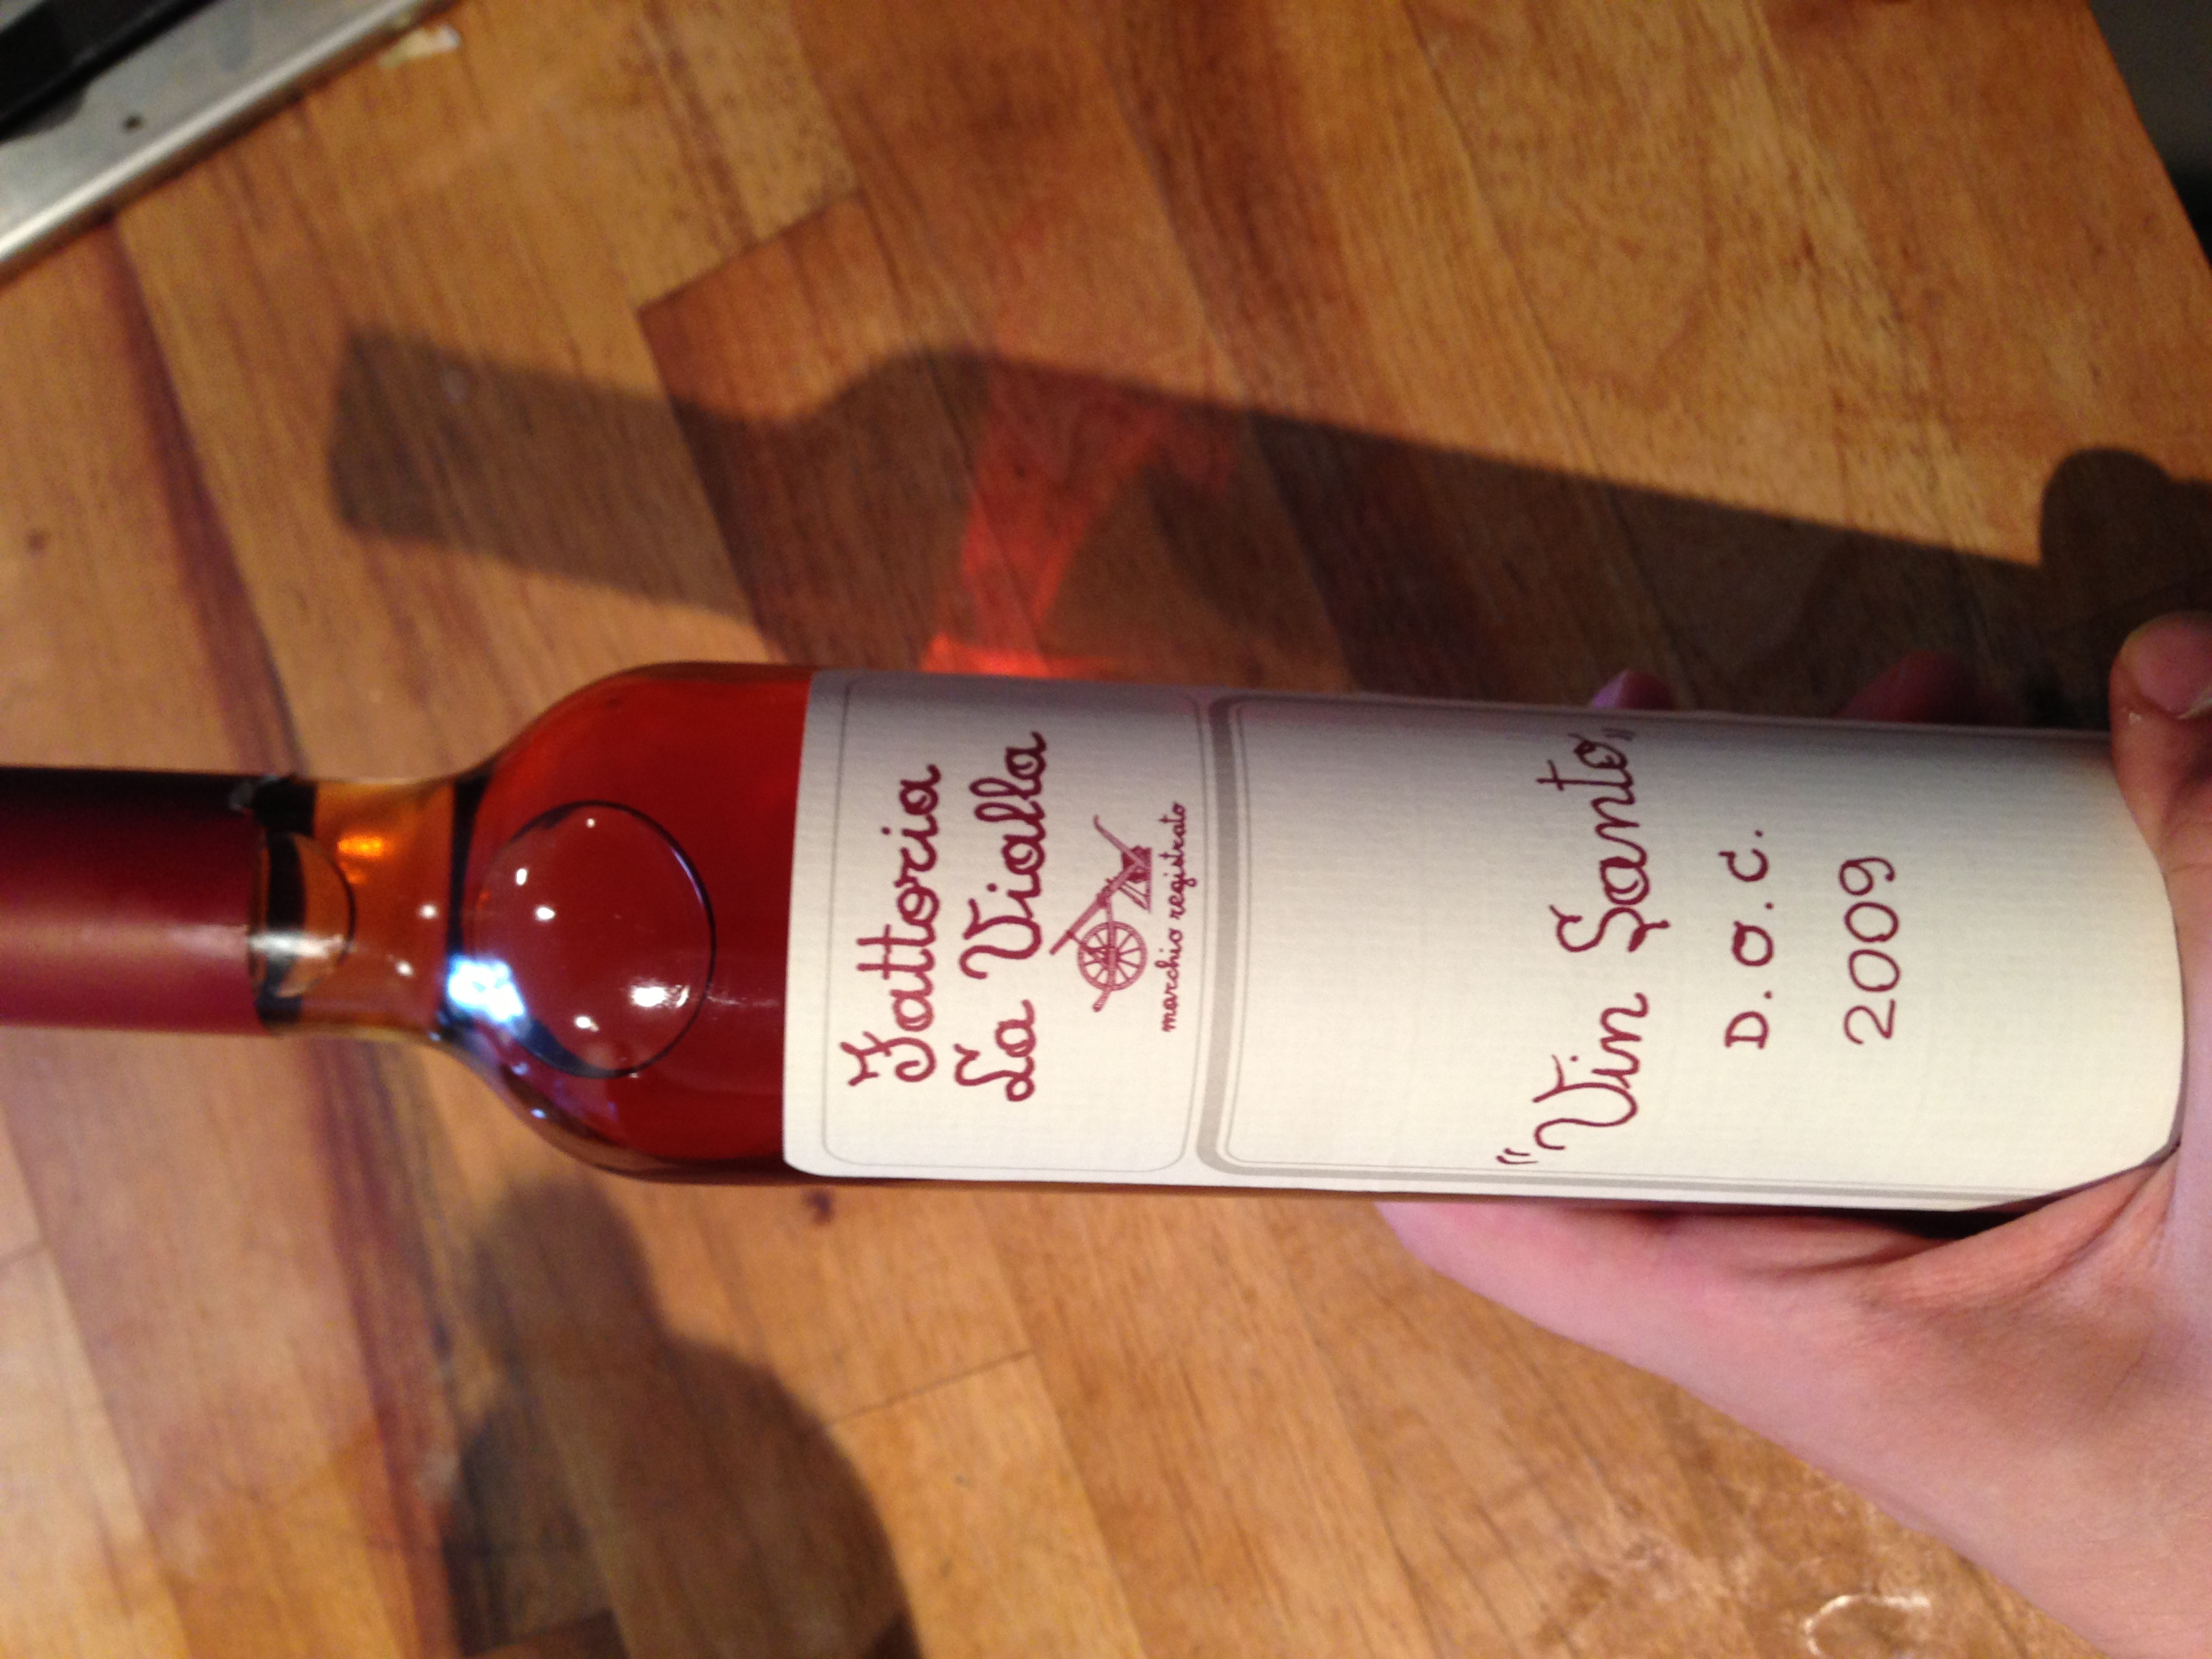 Fattoria
La Vialla
marchio registrato
"Vin Santo„
D.O.C.
2009